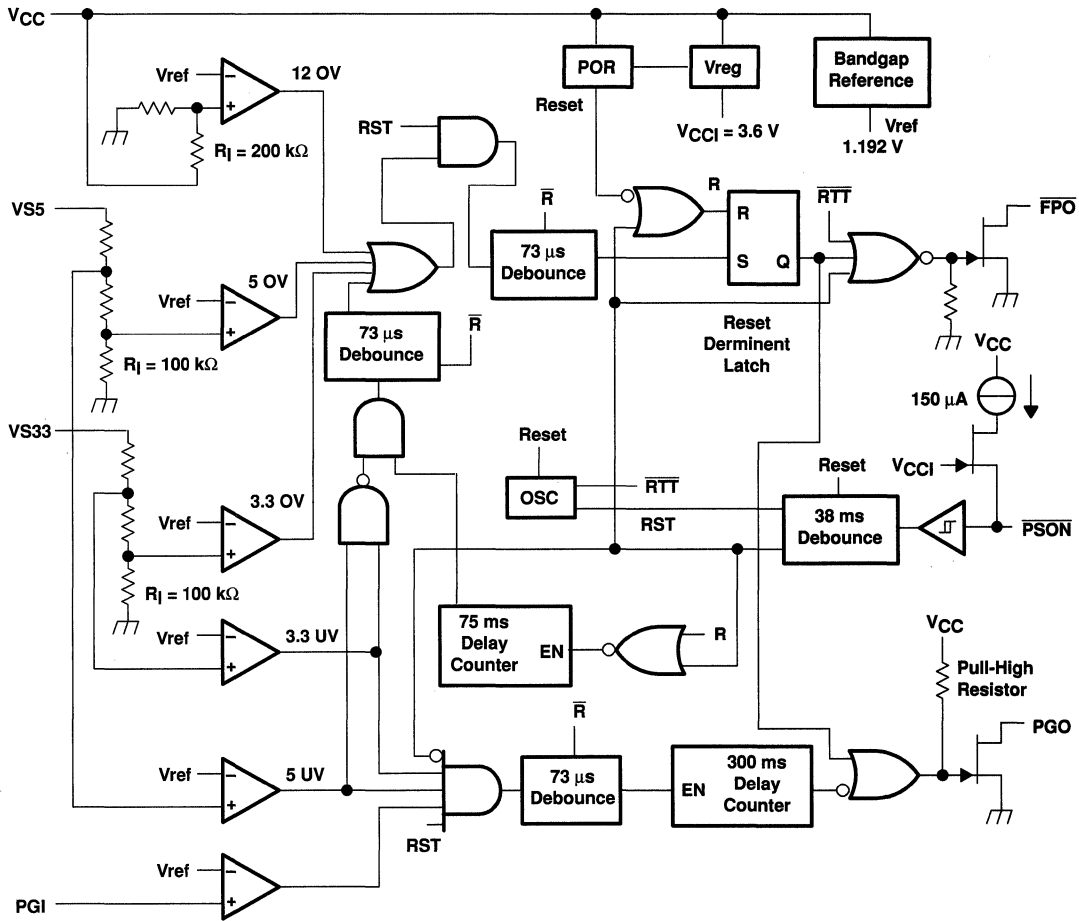 VCC
Vref
12 OV
RI = 200 kΩ
POR
Vreg
Bandgap
Reference
Reset
VCCI = 3.6 V
Vref
1.192 V
RST
VS5
R̅
73 μs
Debounce
R
R
S
Q
R̅T̅T̅
F̅P̅O̅
Vref
5 OV
RI = 100 kΩ
73 μs
Debounce
R̅
Reset
Derminent
Latch
VCC
150 μA
VS33
Reset
VCCI
Reset
OSC
R̅T̅T̅
RST
38 ms
Debounce
P̅S̅O̅N̅
Vref
3.3 OV
RI = 100 kΩ
Vref
3.3 UV
75 ms
Delay
Counter
EN
R
VCC
Pull-High
Resistor
R̅
PGO
Vref
5 UV
73 μs
Debounce
300 ms
EN
Delay
Counter
RST
Vref
PGI